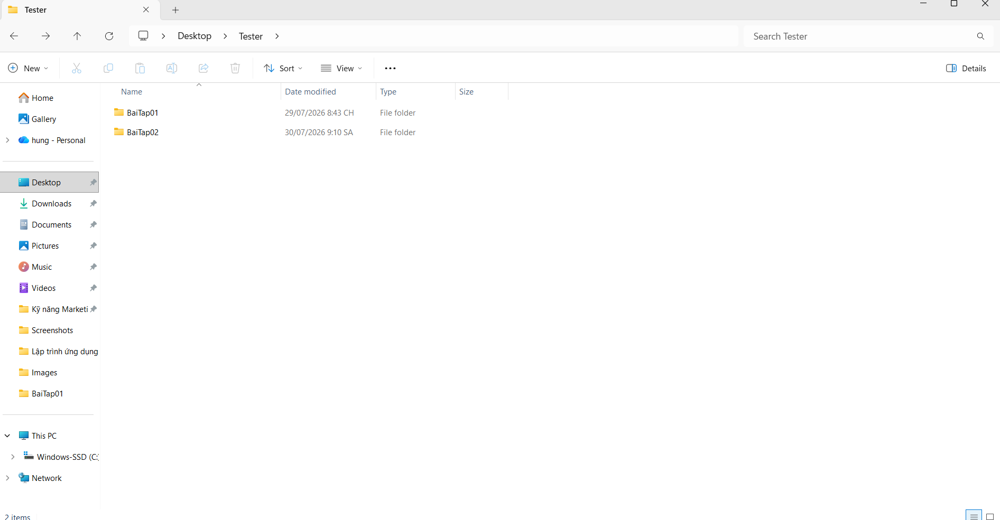 Tester
Desktop
Tester
Search Tester
New
Sort
View
Details
Name
Date modified
Type
Size
BaiTap01
29/07/2026 8:43 CH
File folder
BaiTap02
30/07/2026 9:10 SA
File folder
Home
Gallery
hung - Personal
Desktop
Downloads
Documents
Pictures
Music
Videos
Kỹ năng Marketi
Screenshots
Lập trình ứng dụng
Images
BaiTap01
This PC
Windows-SSD (C:)
Network
2 items